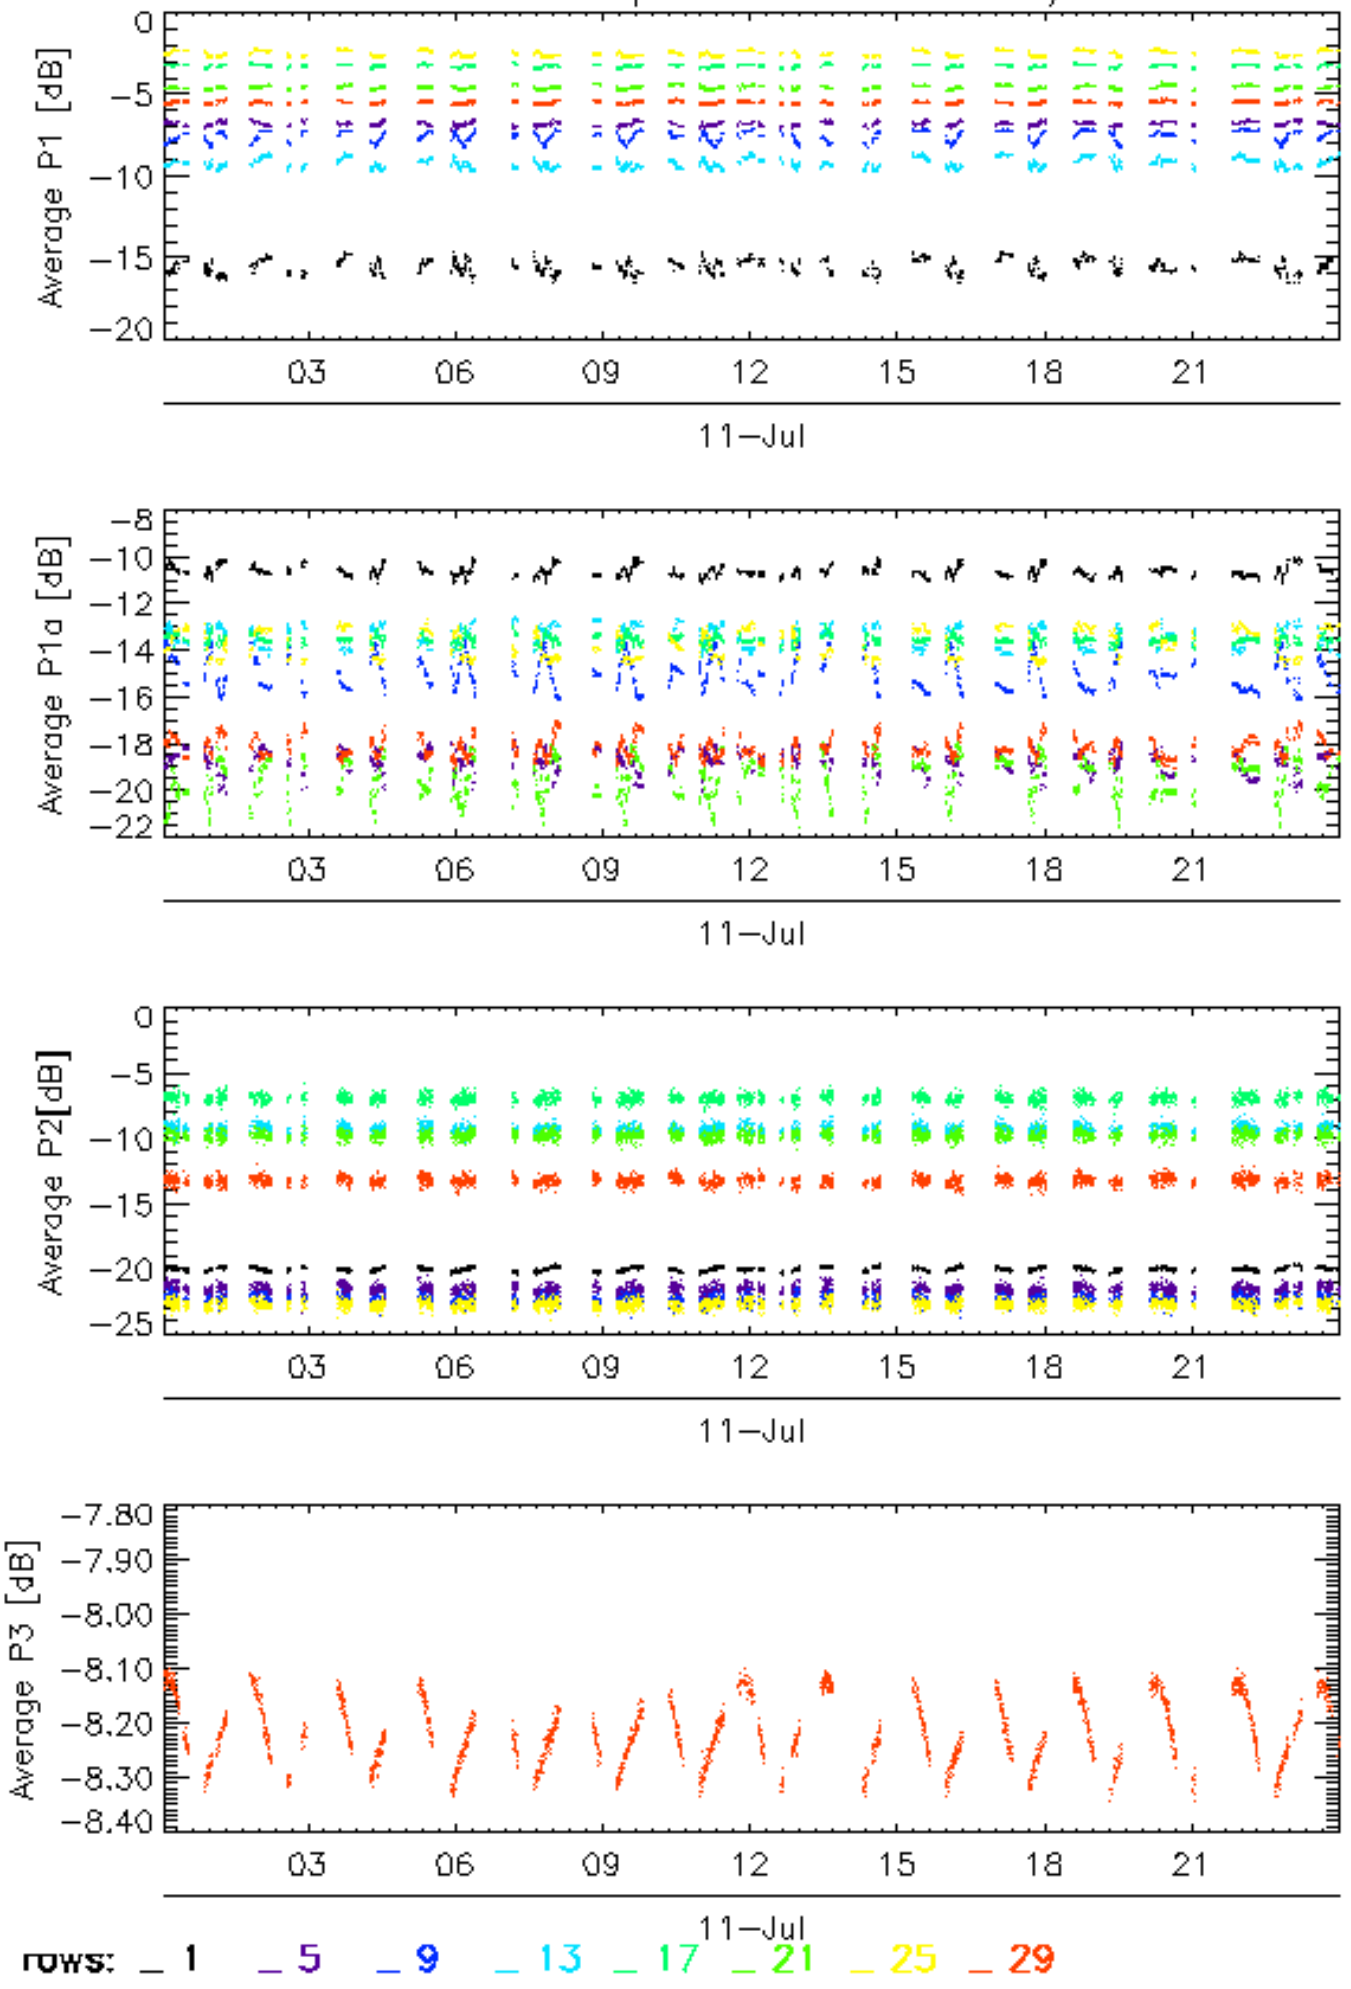 Average P1 [dB]
0
−5
−10
−15
−20
03 06 09 12 15 18 21
11−Jul
Average P1a [dB]
−8
−10
−12
−14
−16
−18
−20
−22
03 06 09 12 15 18 21
11−Jul
Average P2[dB]
0
−5
−10
−15
−20
−25
03 06 09 12 15 18 21
11−Jul
Average P3 [dB]
−7.80
−7.90
−8.00
−8.10
−8.20
−8.30
−8.40
03 06 09 12 15 18 21
11−Jul
rows: _ 1 _ 5 _ 9 _ 13 _ 17 _ 21 _ 25 _ 29